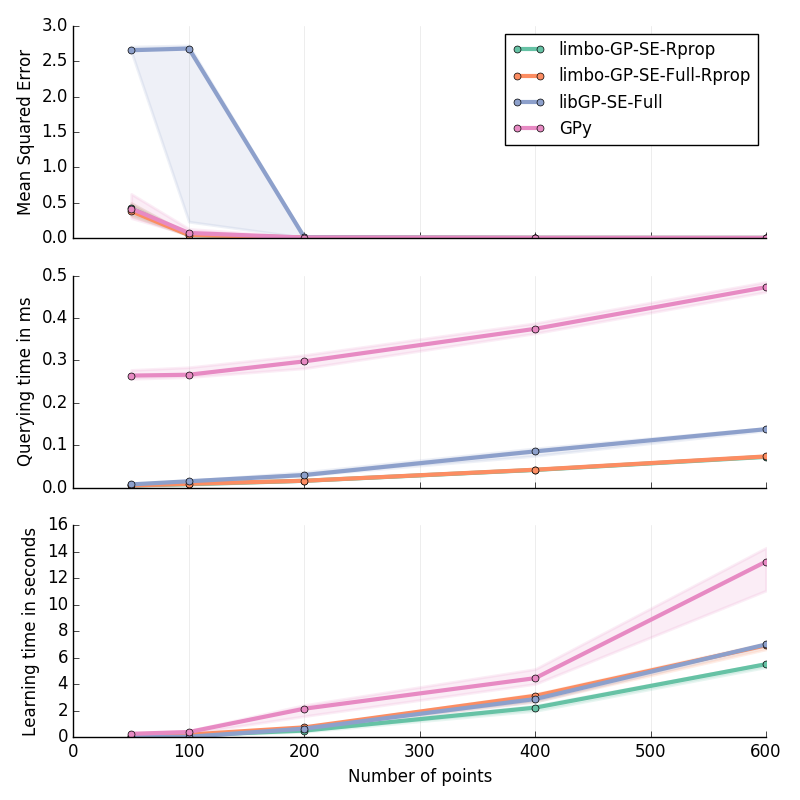 3.0
2.5
2.0
1.5
1.0
0.5
0.0
Mean Squared Error
limbo-GP-SE-Rprop
limbo-GP-SE-Full-Rprop
libGP-SE-Full
GPy
0.5
0.4
0.3
0.2
0.1
0.0
Querying time in ms
16
14
12
10
8
6
4
2
0
Learning time in seconds
0 100 200 300 400 500 600
Number of points